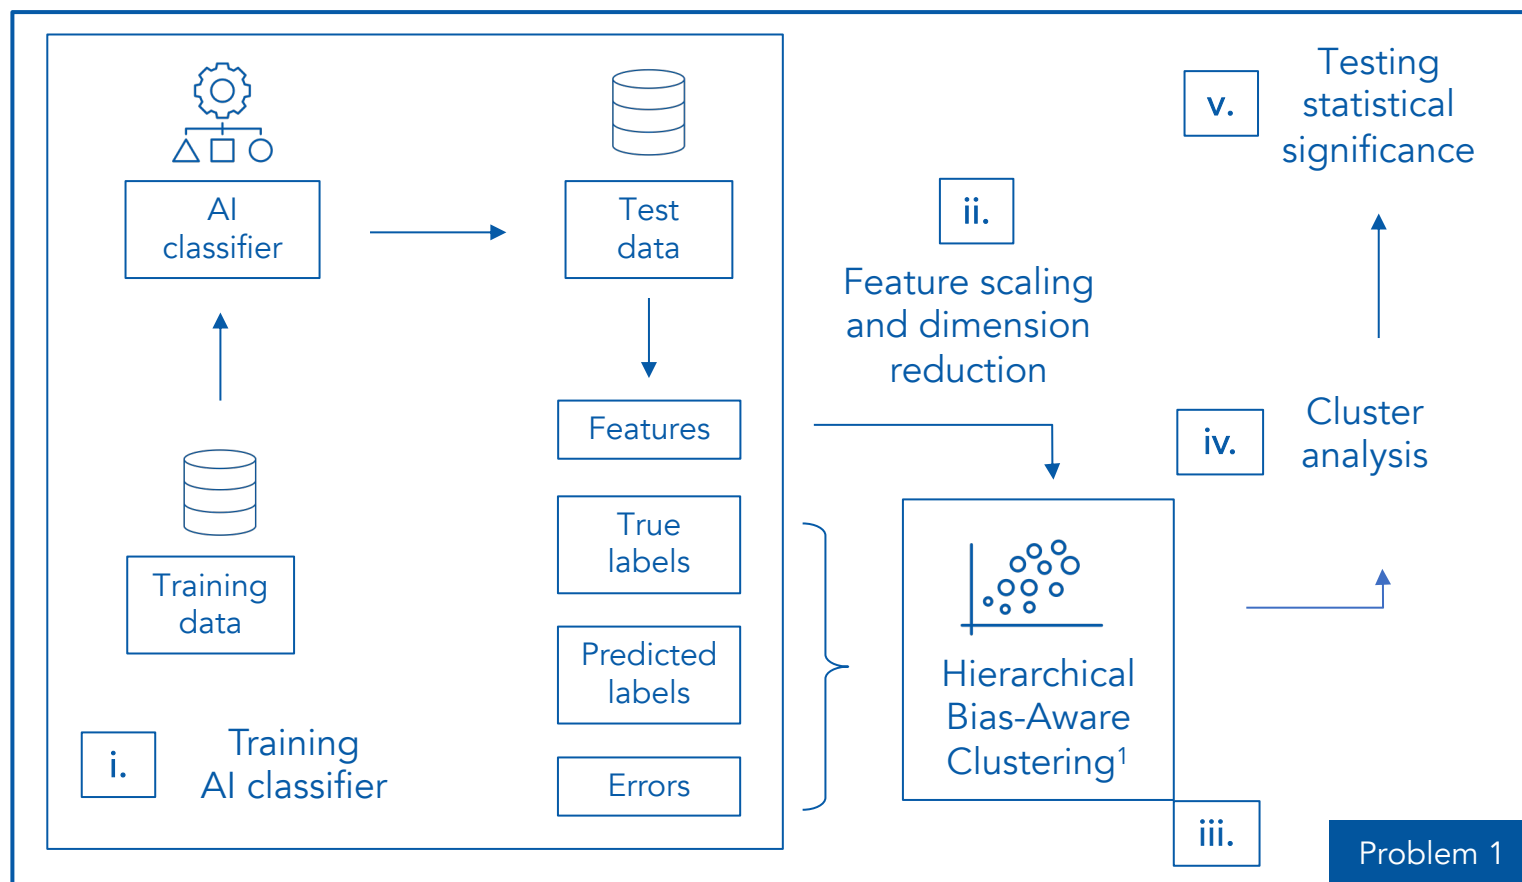 AI
classifier
Test
data
Features
True
labels
Predicted
labels
Errors
Training
data
i.
Training
AI classifier
ii.
Feature scaling
and dimension
reduction
Hierarchical
Bias-Aware
Clustering¹
iii.
iv.
Cluster
analysis
v.
Testing
statistical
significance
Problem 1